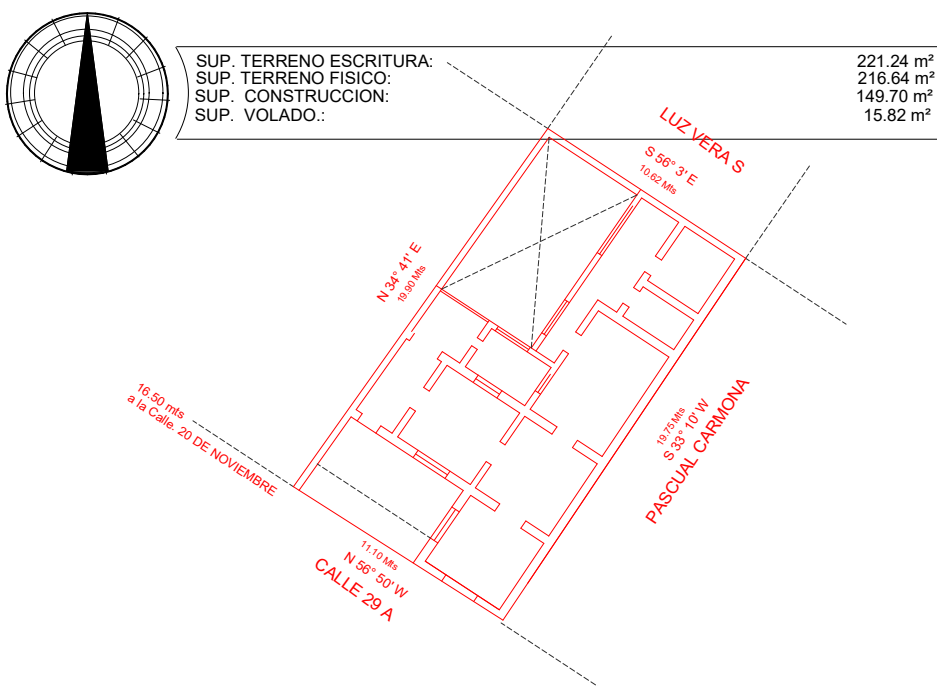 SUP. TERRENO ESCRITURA: 221.24 m²
SUP. TERRENO FISICO: 216.64 m²
SUP. CONSTRUCCION: 149.70 m²
SUP. VOLADO.: 15.82 m²
LUZ VERA S
S 56° 3' E
10.62 Mts
N 34° 41' E
19.90 Mts
16.50 mts
a la Calle. 20 DE NOVIEMBRE
19.75 Mts
S 33° 10' W
PASCUAL CARMONA
11.10 Mts
N 56° 50' W
CALLE 29 A